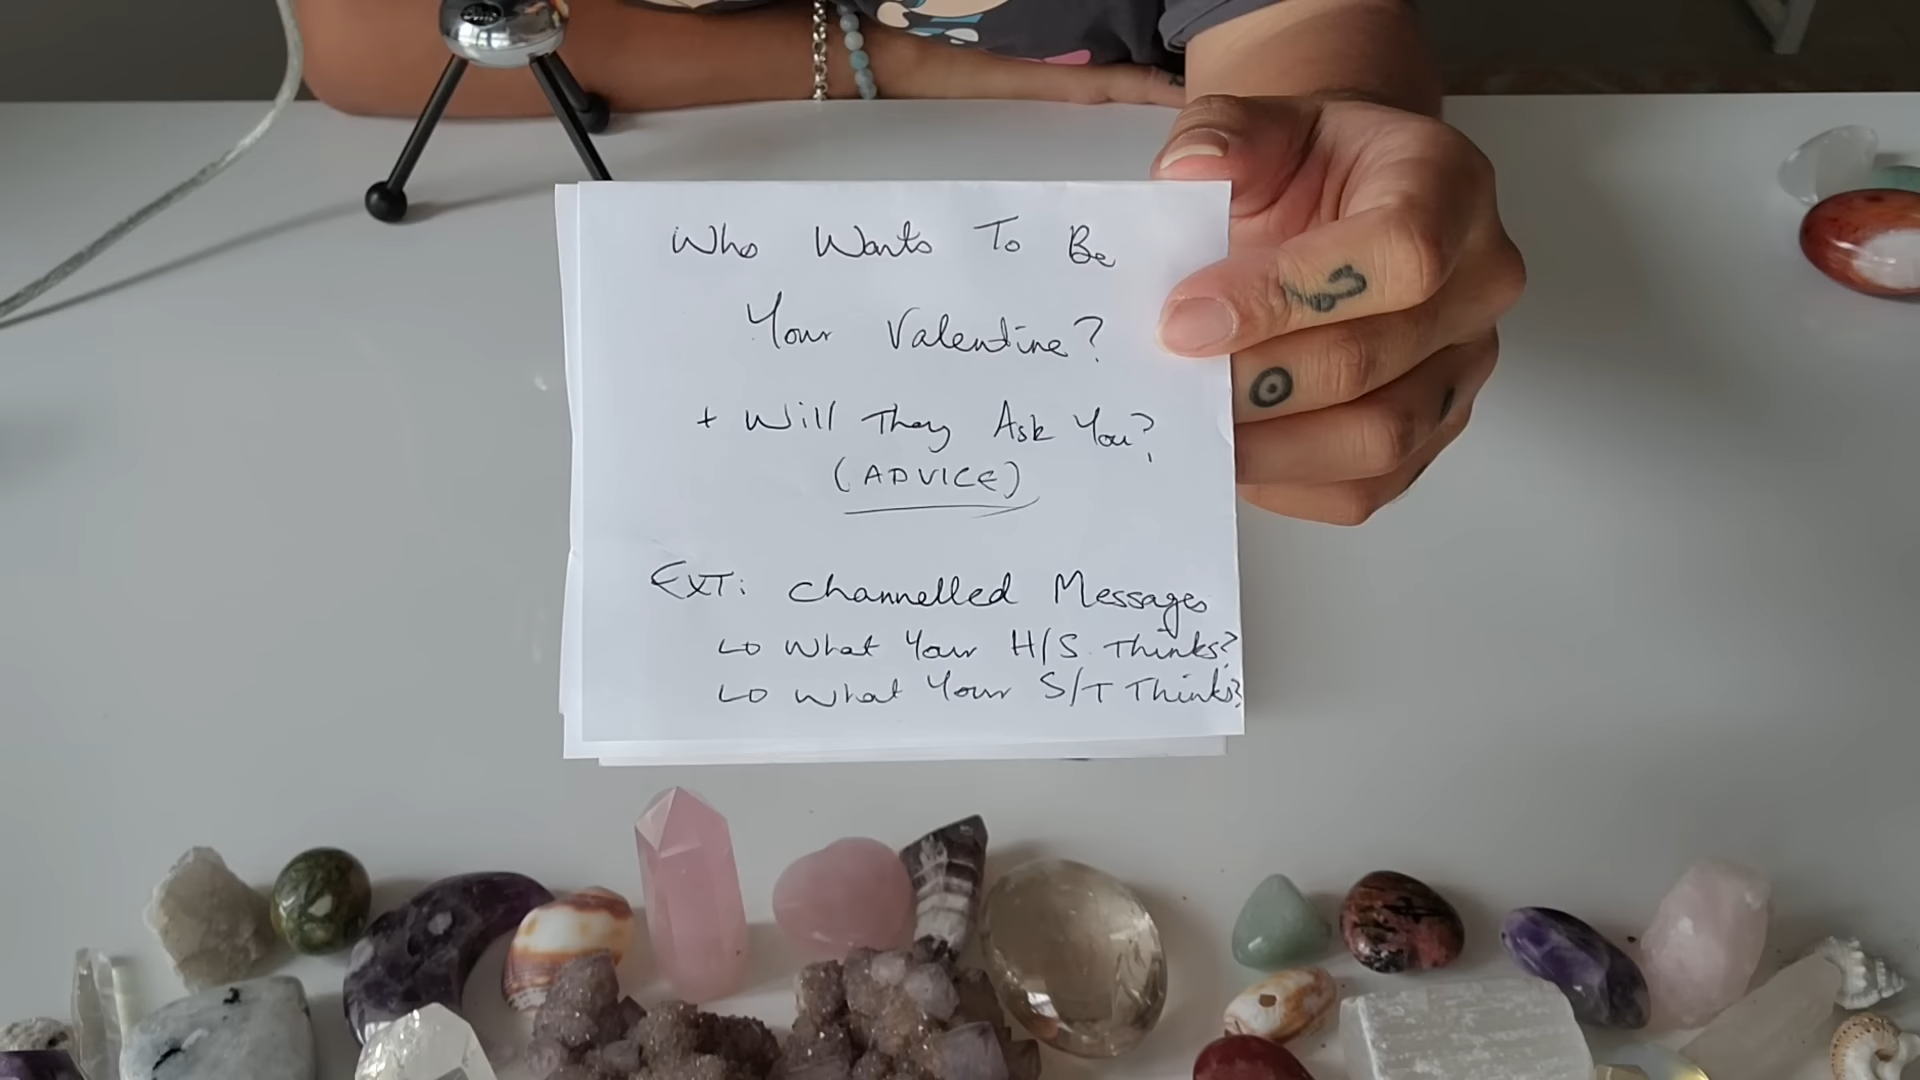 Who Wants To Be
Your Valentine?
+ Will They Ask You?
(ADVICE)
EXT: Channelled Messages
↳ What Your H/S Thinks?
↳ What Your S/T Thinks?